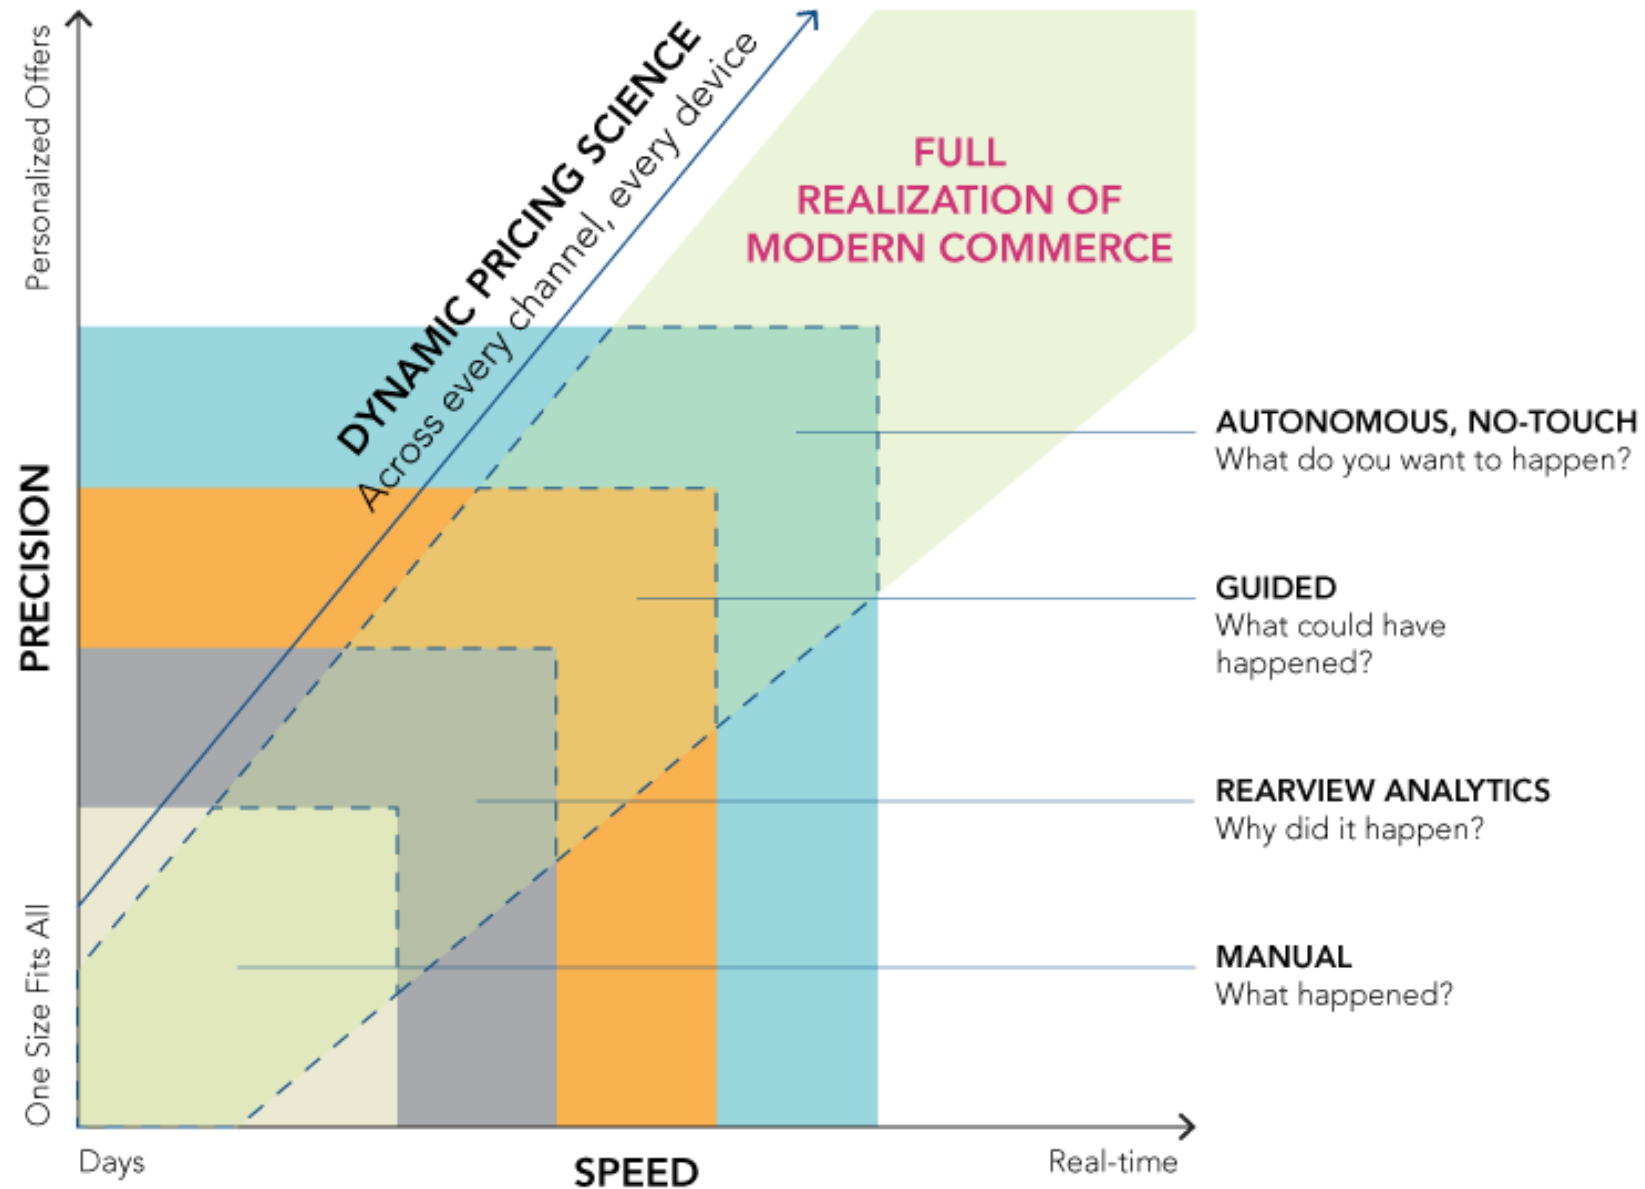 Personalized Offers
PRECISION
One Size Fits All
DYNAMIC PRICING SCIENCE
Across every channel, every device
FULL
REALIZATION OF
MODERN COMMERCE
AUTONOMOUS, NO-TOUCH
What do you want to happen?
GUIDED
What could have
happened?
REARVIEW ANALYTICS
Why did it happen?
MANUAL
What happened?
Days
SPEED
Real-time